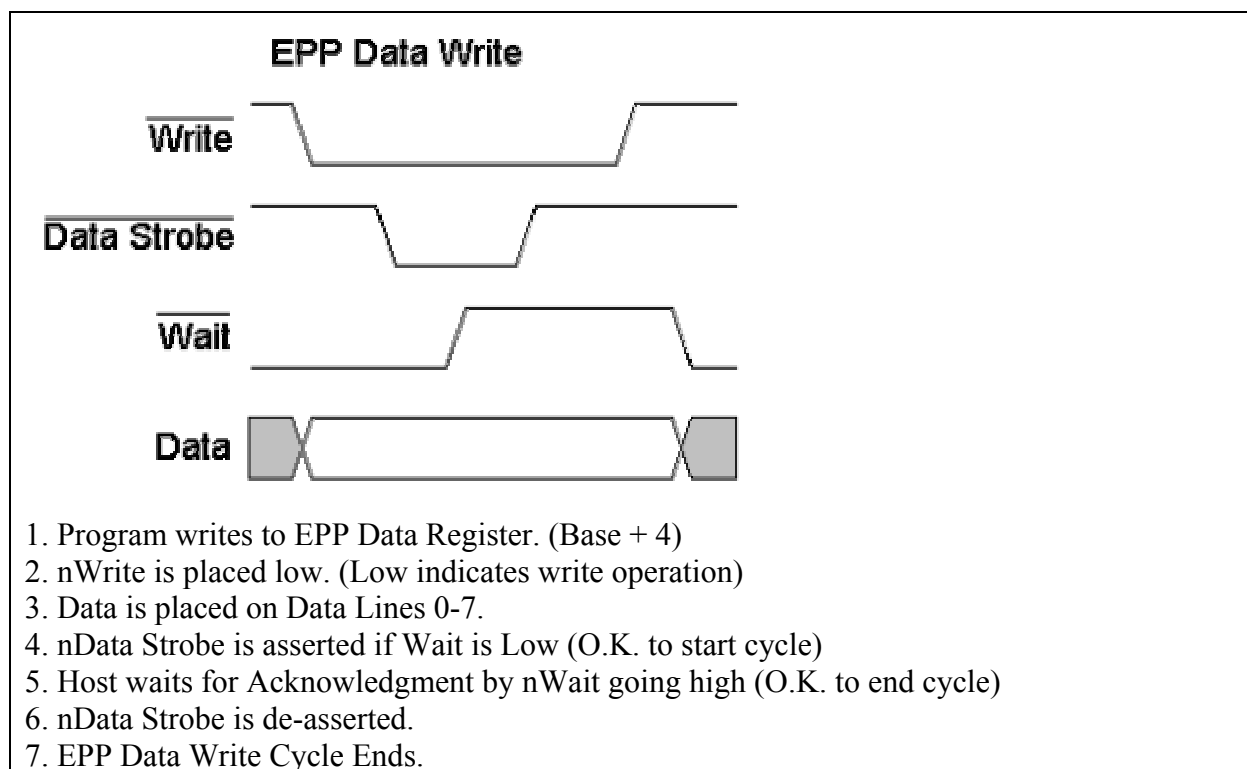 EPP Data Write
Write
Data Strobe
Wait
Data
1. Program writes to EPP Data Register. (Base + 4)
2. nWrite is placed low. (Low indicates write operation)
3. Data is placed on Data Lines 0-7.
4. nData Strobe is asserted if Wait is Low (O.K. to start cycle)
5. Host waits for Acknowledgment by nWait going high (O.K. to end cycle)
6. nData Strobe is de-asserted.
7. EPP Data Write Cycle Ends.